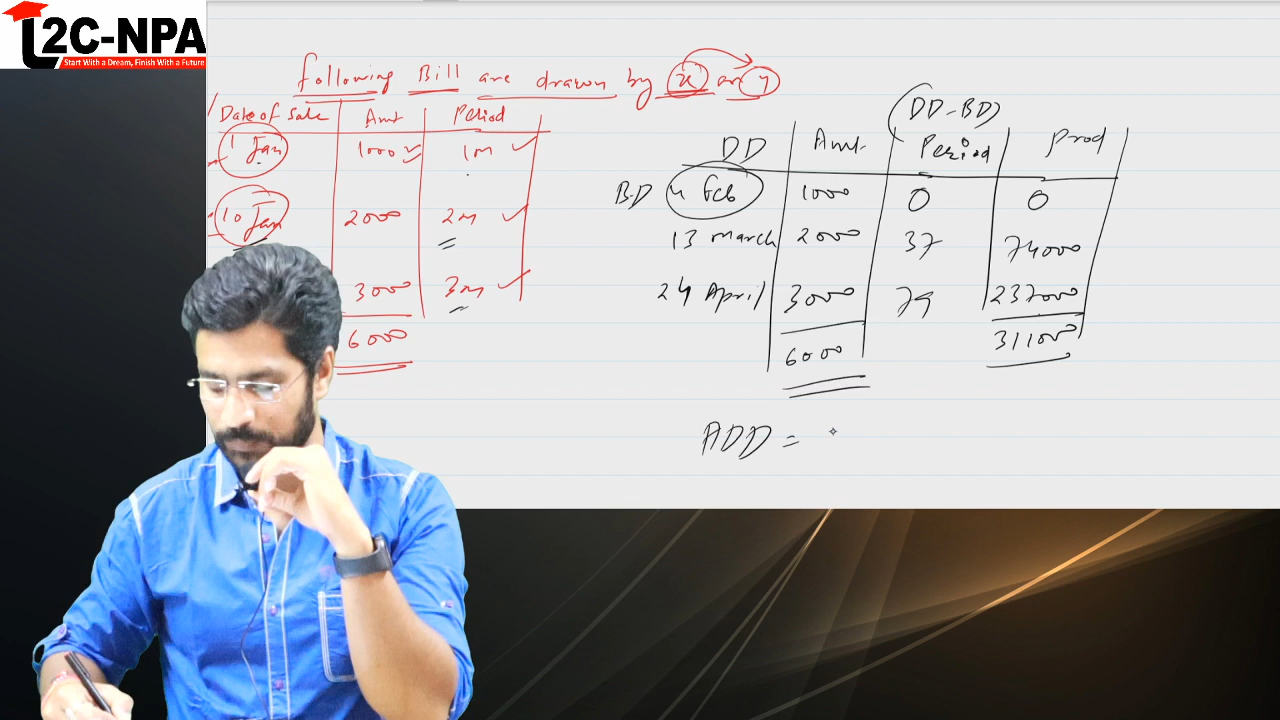 L2C-NPA
Start With a Dream, Finish With a Future
Following Bill are drawn by x on y
Date of Sale Amt Period
1 Jan 1000 1m
10 Jan 2000 2m
3000 3m
6000
(DD-BD)
DD Amt Period Prod
BD 4 Feb 1000 0 0
13 March 2000 37 74000
24 April 3000 79 237000
6000 311000
ADD =